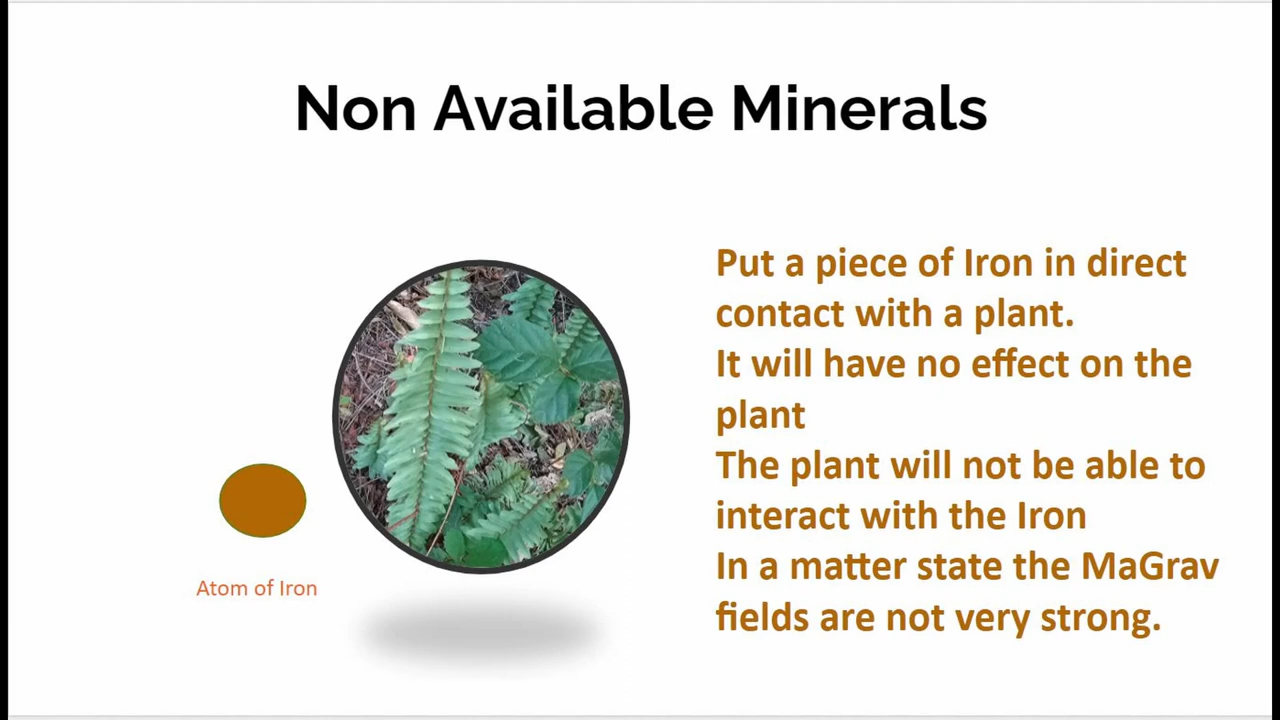 Non Available Minerals
Put a piece of Iron in direct
contact with a plant.
It will have no effect on the
plant
The plant will not be able to
interact with the Iron
In a matter state the MaGrav
fields are not very strong.
Atom of Iron